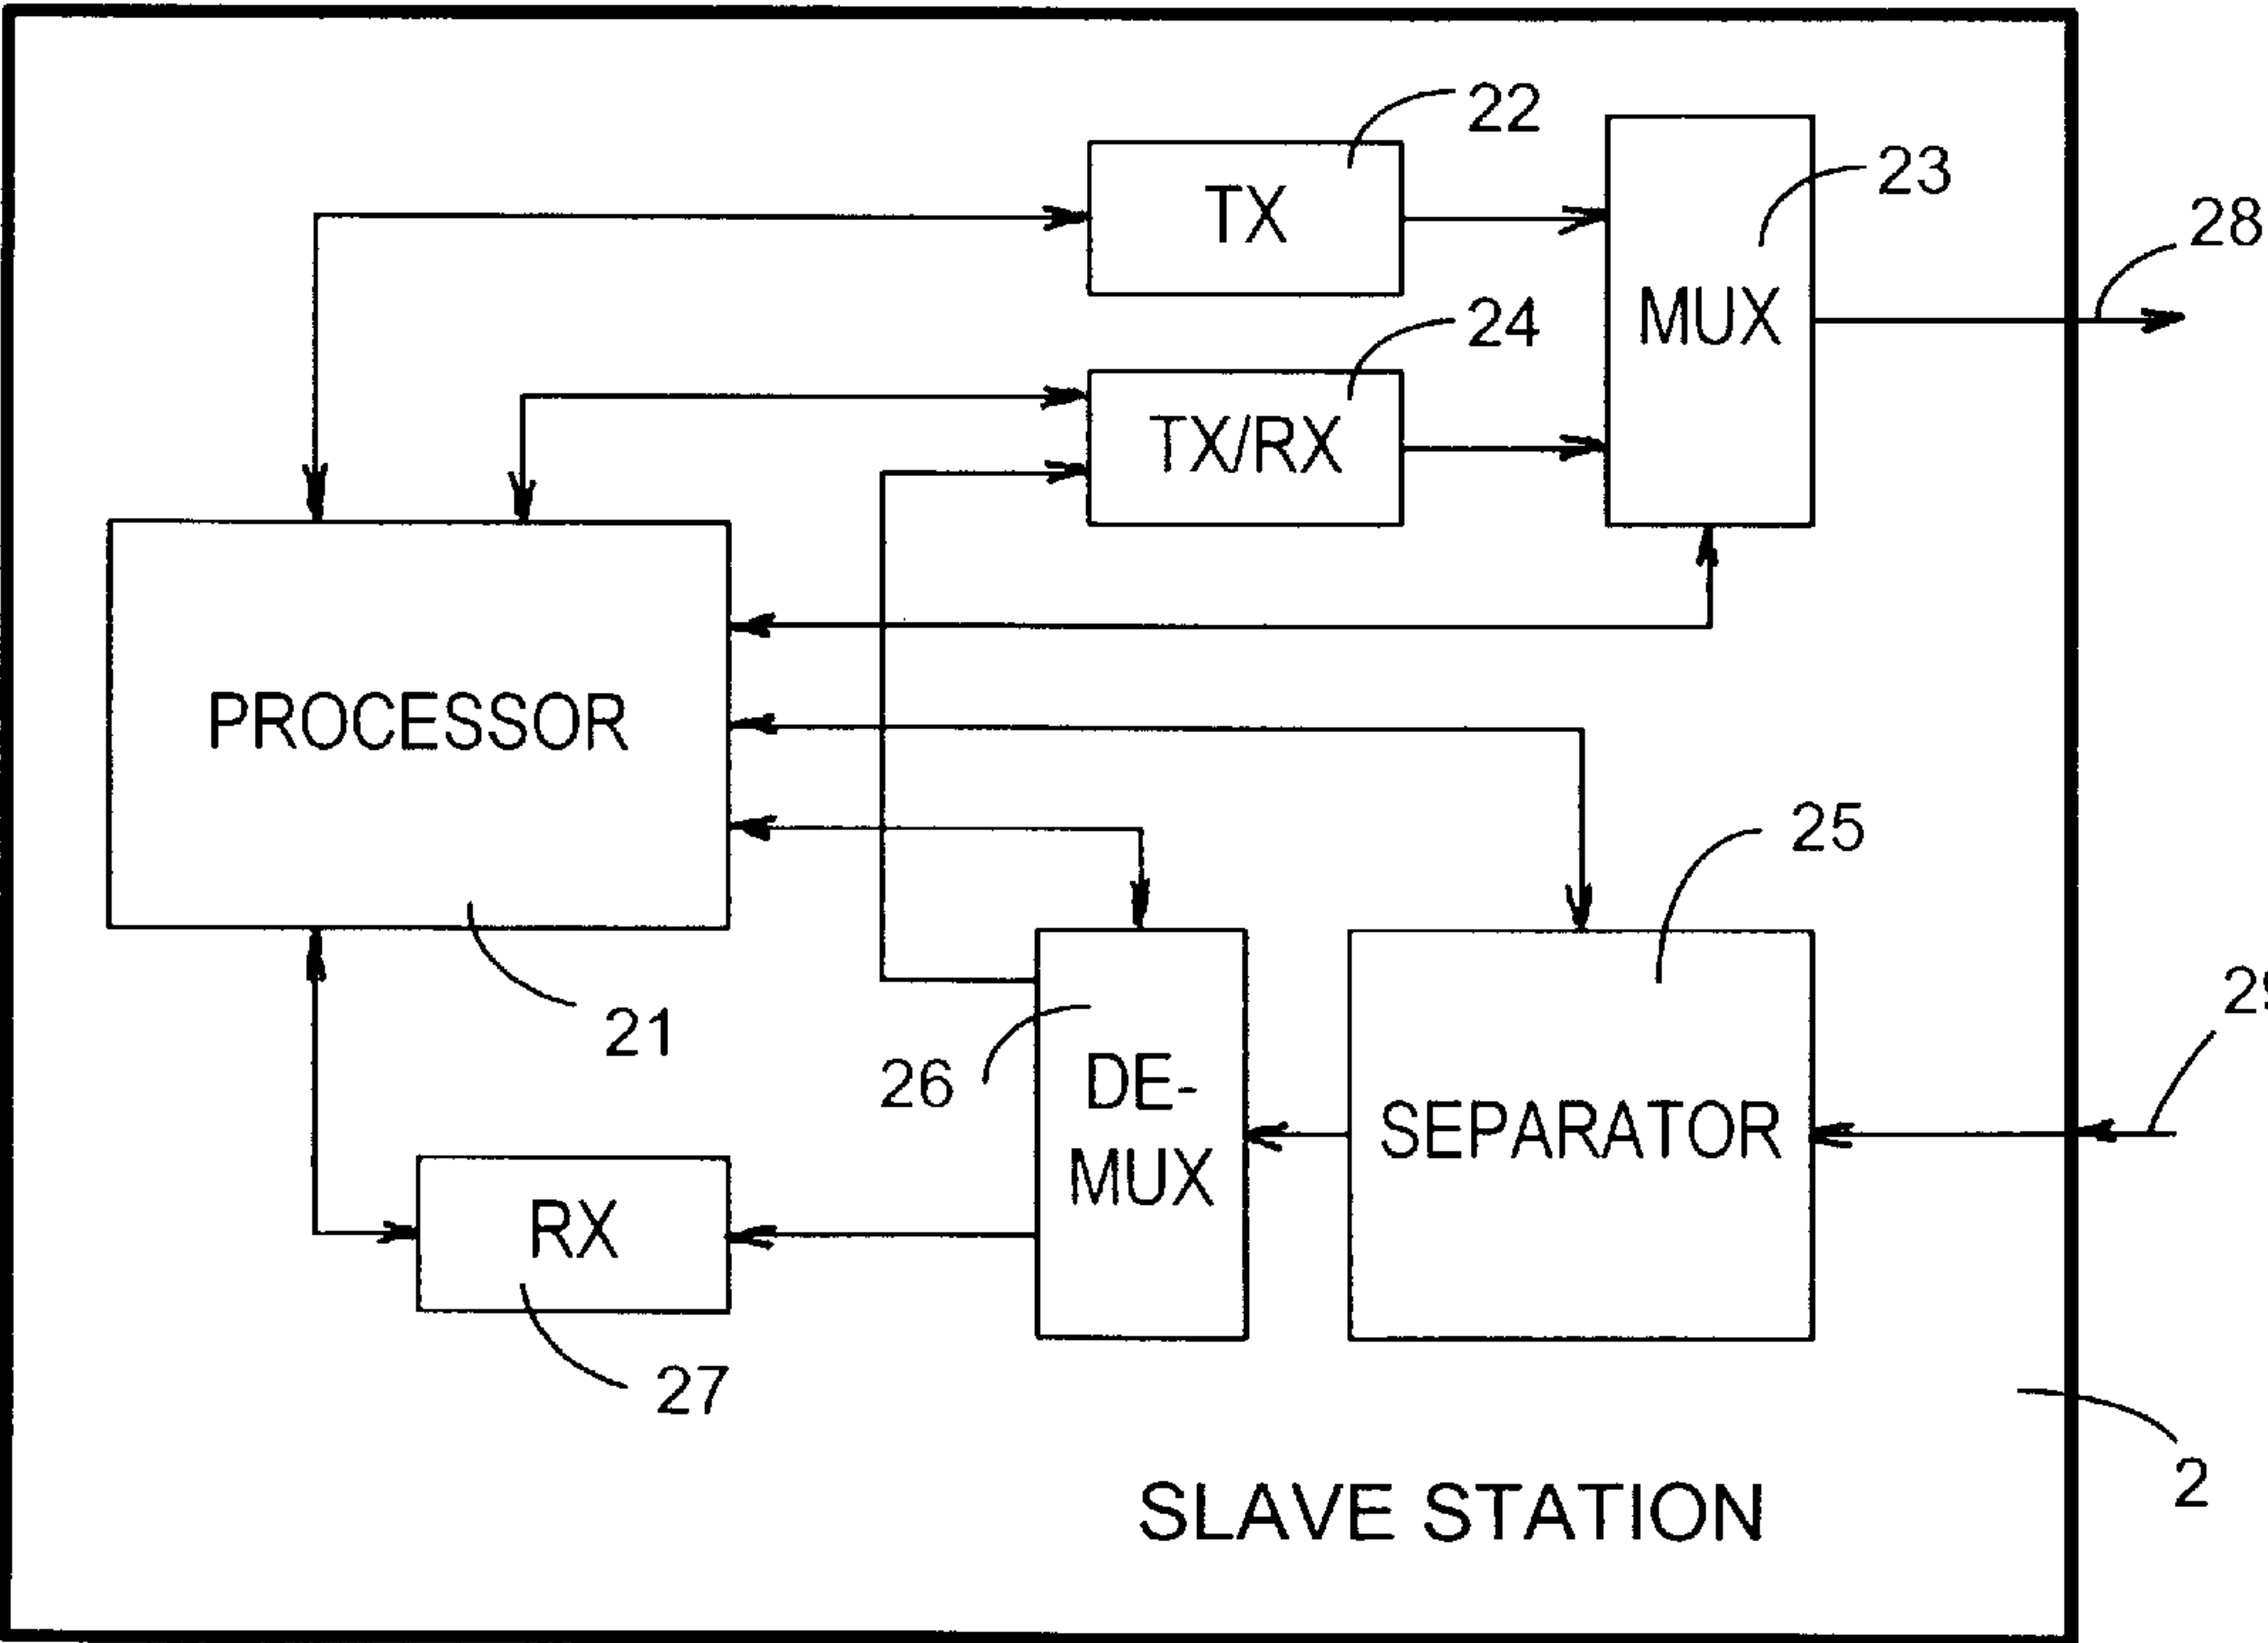 22
TX
23
28
24
MUX
TX/RX
PROCESSOR
25
21
26
DE-
MUX
SEPARATOR
RX
27
2
SLAVE STATION